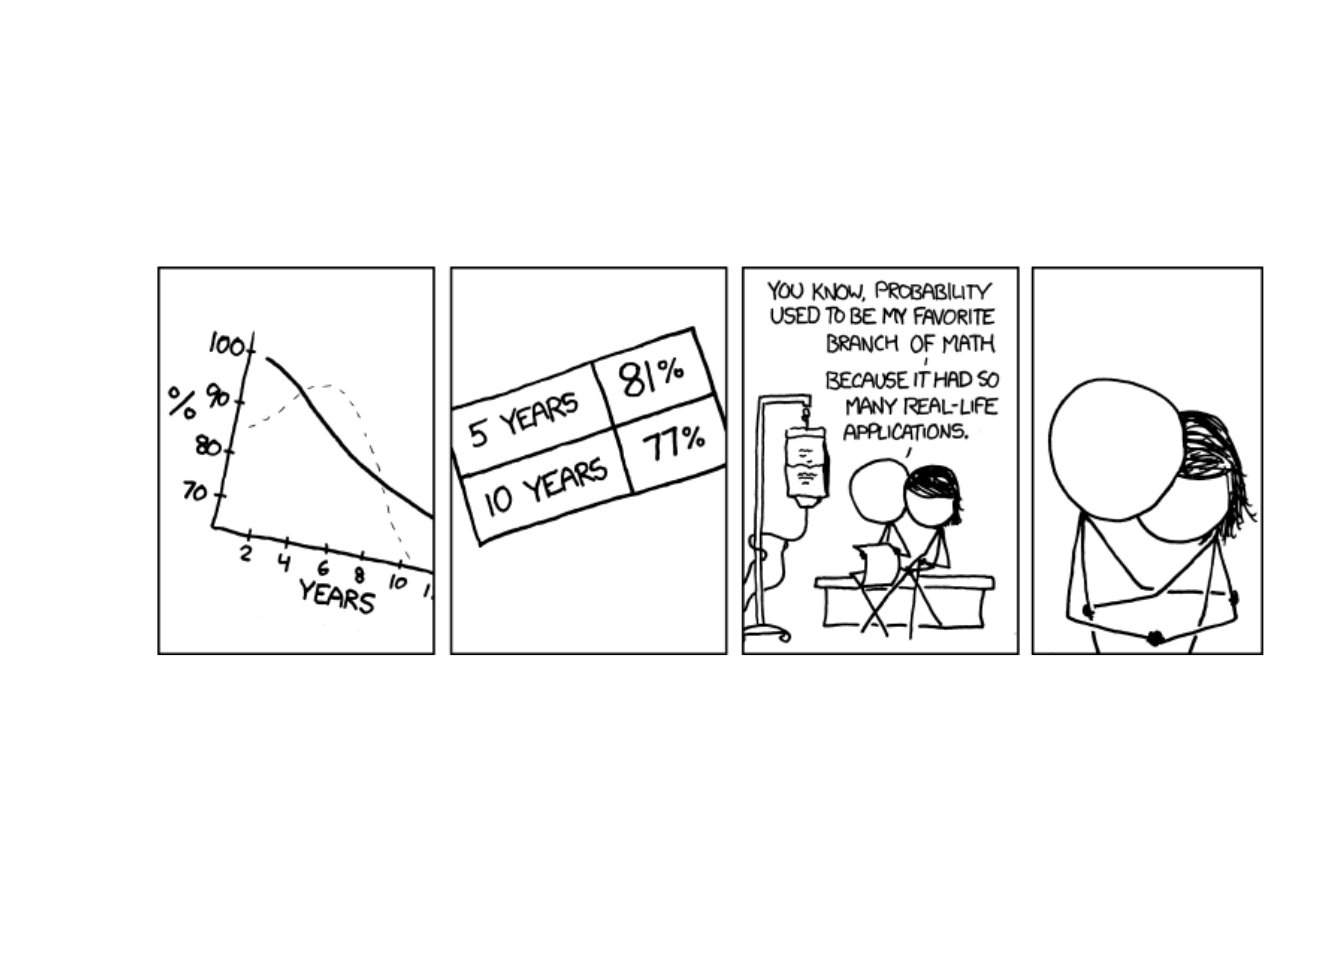 100
%
90
80
70
2 4 6 8 10 1
YEARS
5 YEARS 81%
10 YEARS 77%
YOU KNOW, PROBABILITY
USED TO BE MY FAVORITE
BRANCH OF MATH
BECAUSE IT HAD SO
MANY REAL-LIFE
APPLICATIONS.